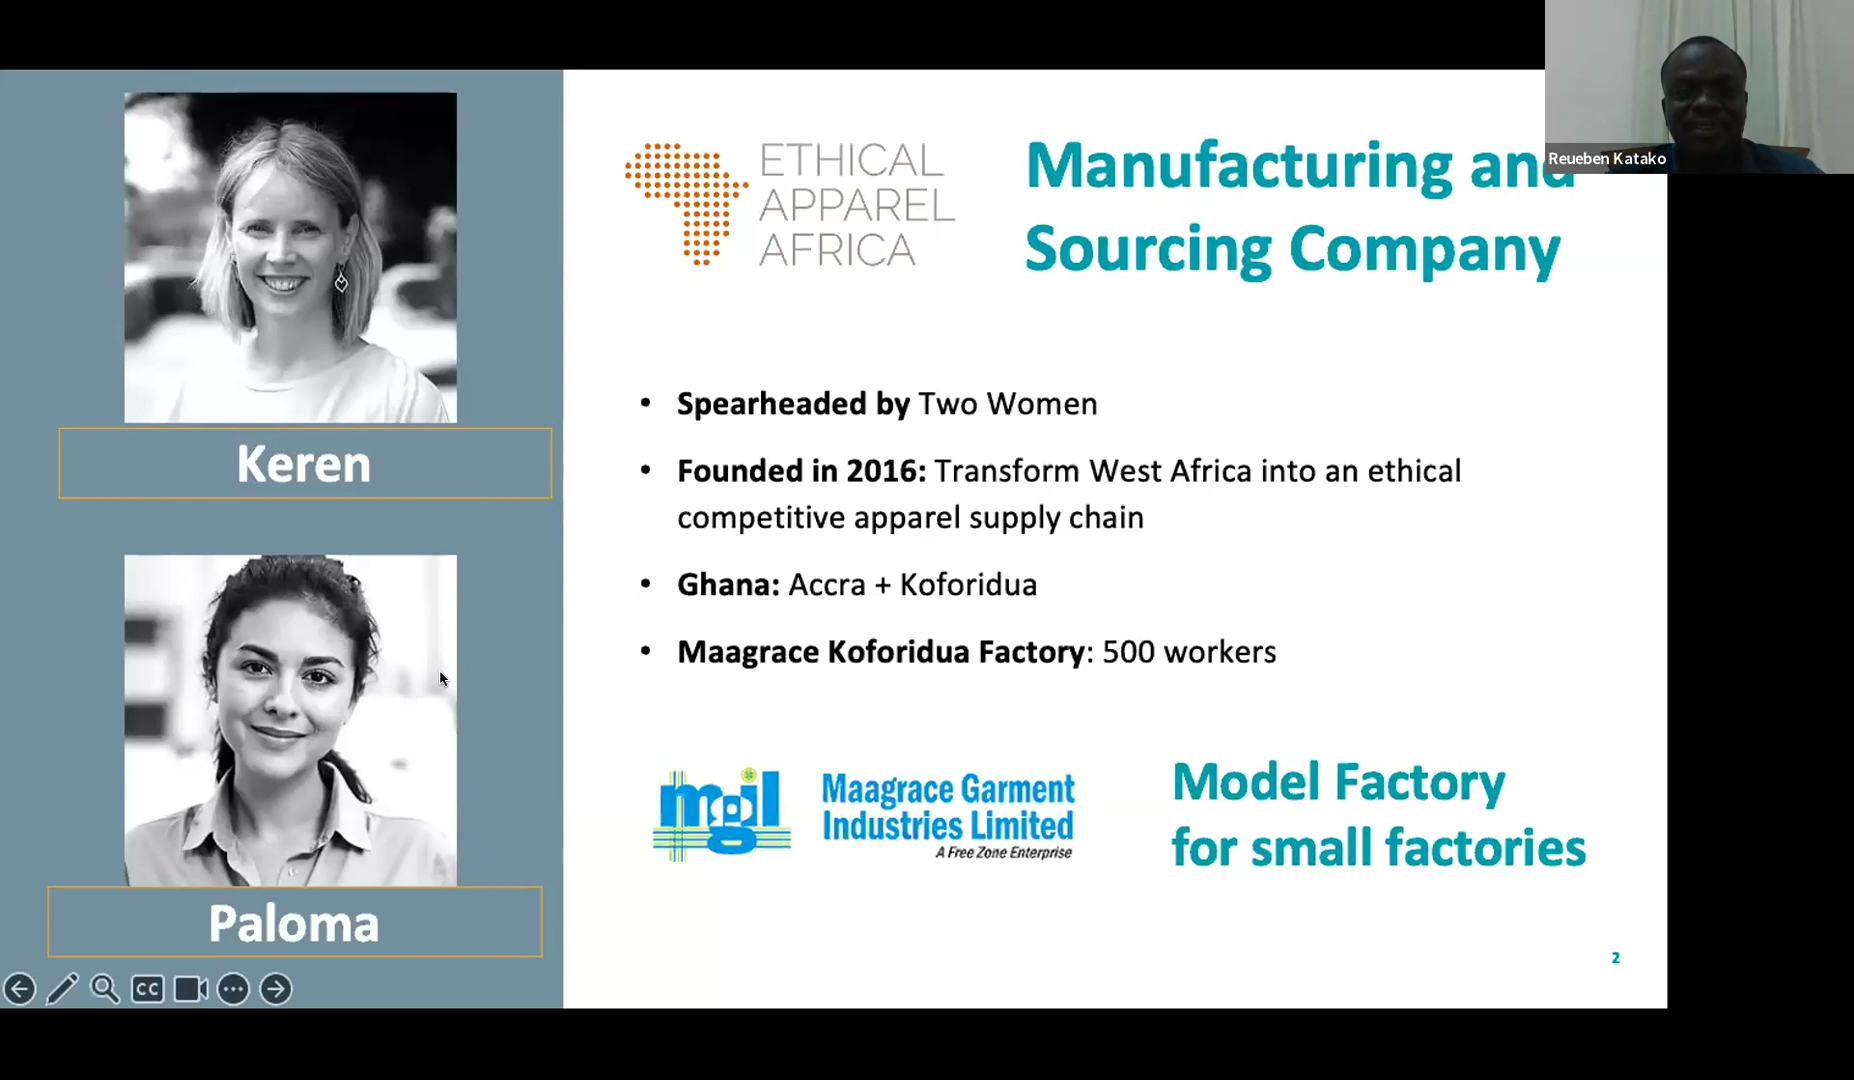 Reueben Katako
ETHICAL
APPAREL
AFRICA
Manufacturing and
Sourcing Company
Keren
Paloma
• Spearheaded by Two Women
• Founded in 2016: Transform West Africa into an ethical
competitive apparel supply chain
• Ghana: Accra + Koforidua
• Maagrace Koforidua Factory: 500 workers
mgil
Maagrace Garment
Industries Limited
A Free Zone Enterprise
Model Factory
for small factories
2
CC